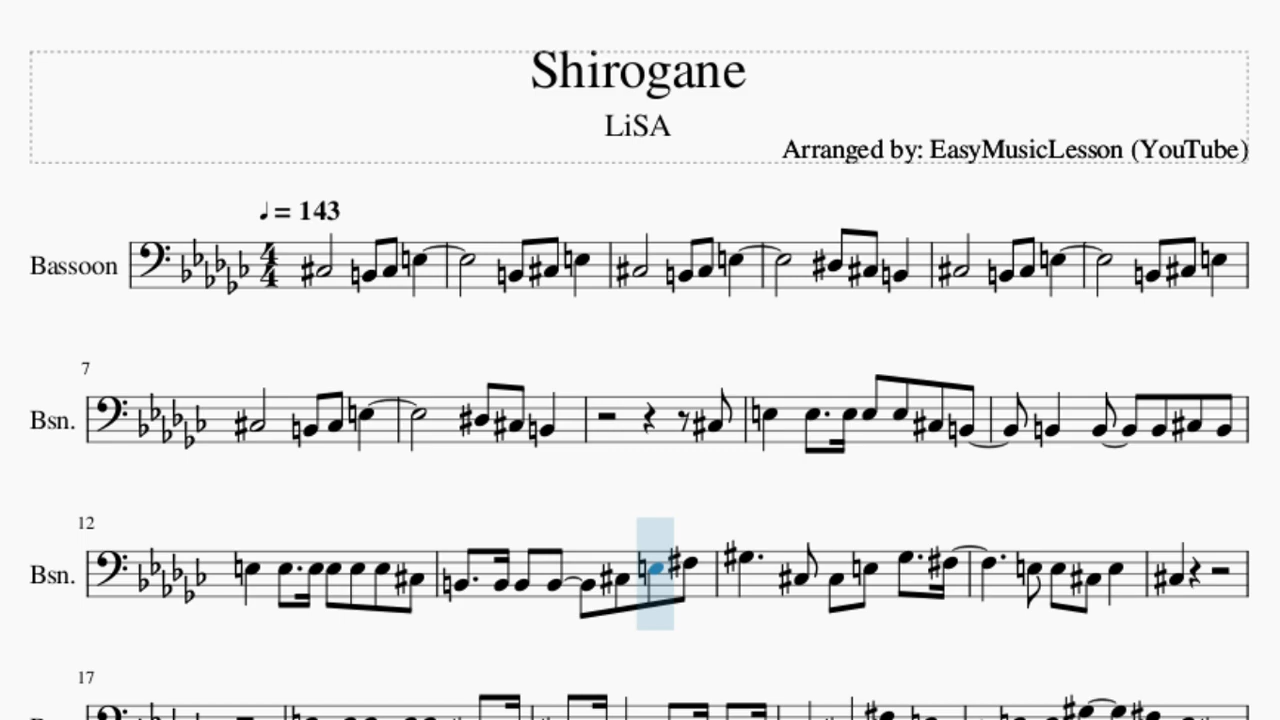 Shirogane
LiSA
Arranged by: EasyMusicLesson (YouTube)
♩ = 143
Bassoon
4
4
7
Bsn.
12
Bsn.
17